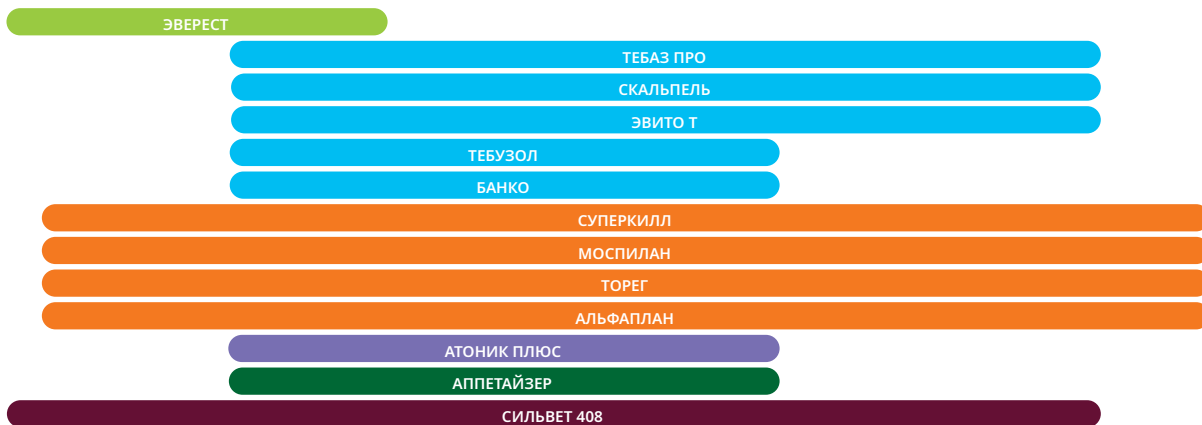 ЭВЕРЕСТ
ТЕБАЗ ПРО
СКАЛЬПЕЛЬ
ЭВИТО Т
ТЕБУЗОЛ
БАНКО
СУПЕРКИЛЛ
МОСПИЛАН
ТОРЕГ
АЛЬФАПЛАН
АТОНИК ПЛЮС
АППЕТАЙЗЕР
СИЛЬВЕТ 408